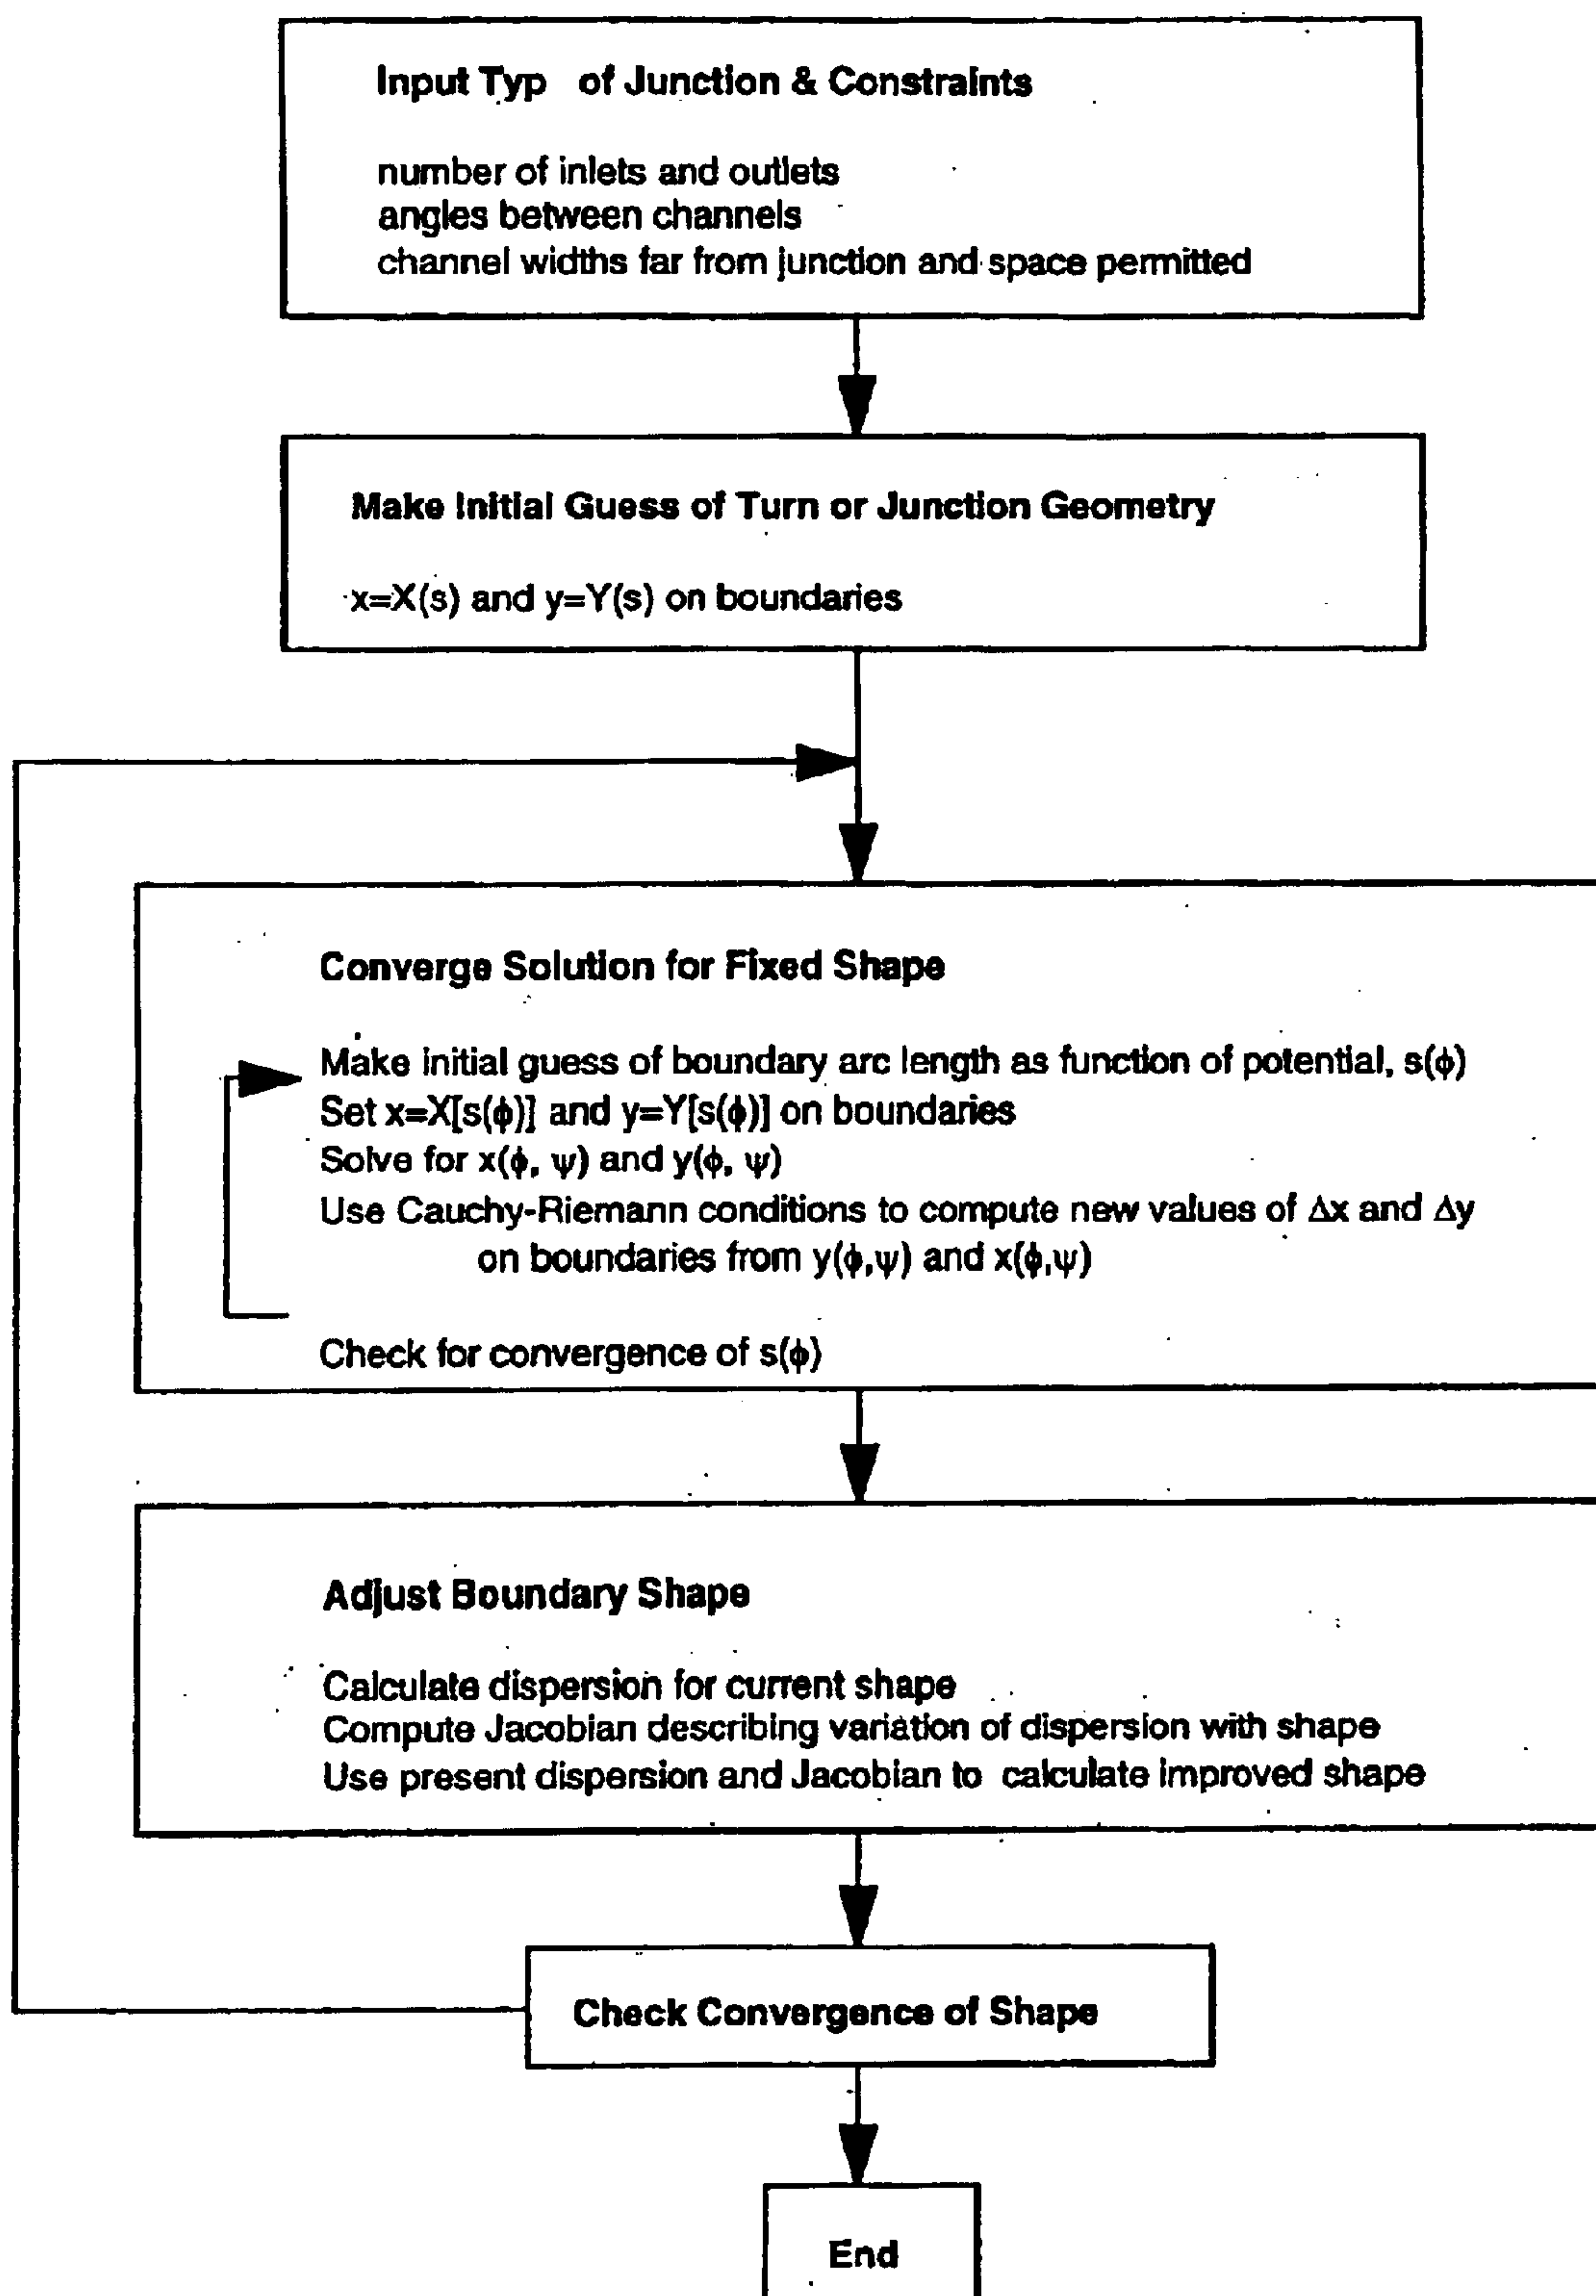 Input Typ of Junction & Constraints
number of inlets and outlets
angles between channels
channel widths far from junction and space permitted
Make Initial Guess of Turn or Junction Geometry
x=X(s) and y=Y(s) on boundaries
Converge Solution for Fixed Shape
Make initial guess of boundary arc length as function of potential, s(ϕ)
Set x=X[s(ϕ)] and y=Y[s(ϕ)] on boundaries
Solve for x(ϕ, ψ) and y(ϕ, ψ)
Use Cauchy-Riemann conditions to compute new values of Δx and Δy
on boundaries from y(ϕ,ψ) and x(ϕ,ψ)
Check for convergence of s(ϕ)
Adjust Boundary Shape
Calculate dispersion for current shape
Compute Jacobian describing variation of dispersion with shape
Use present dispersion and Jacobian to calculate improved shape
Check Convergence of Shape
End